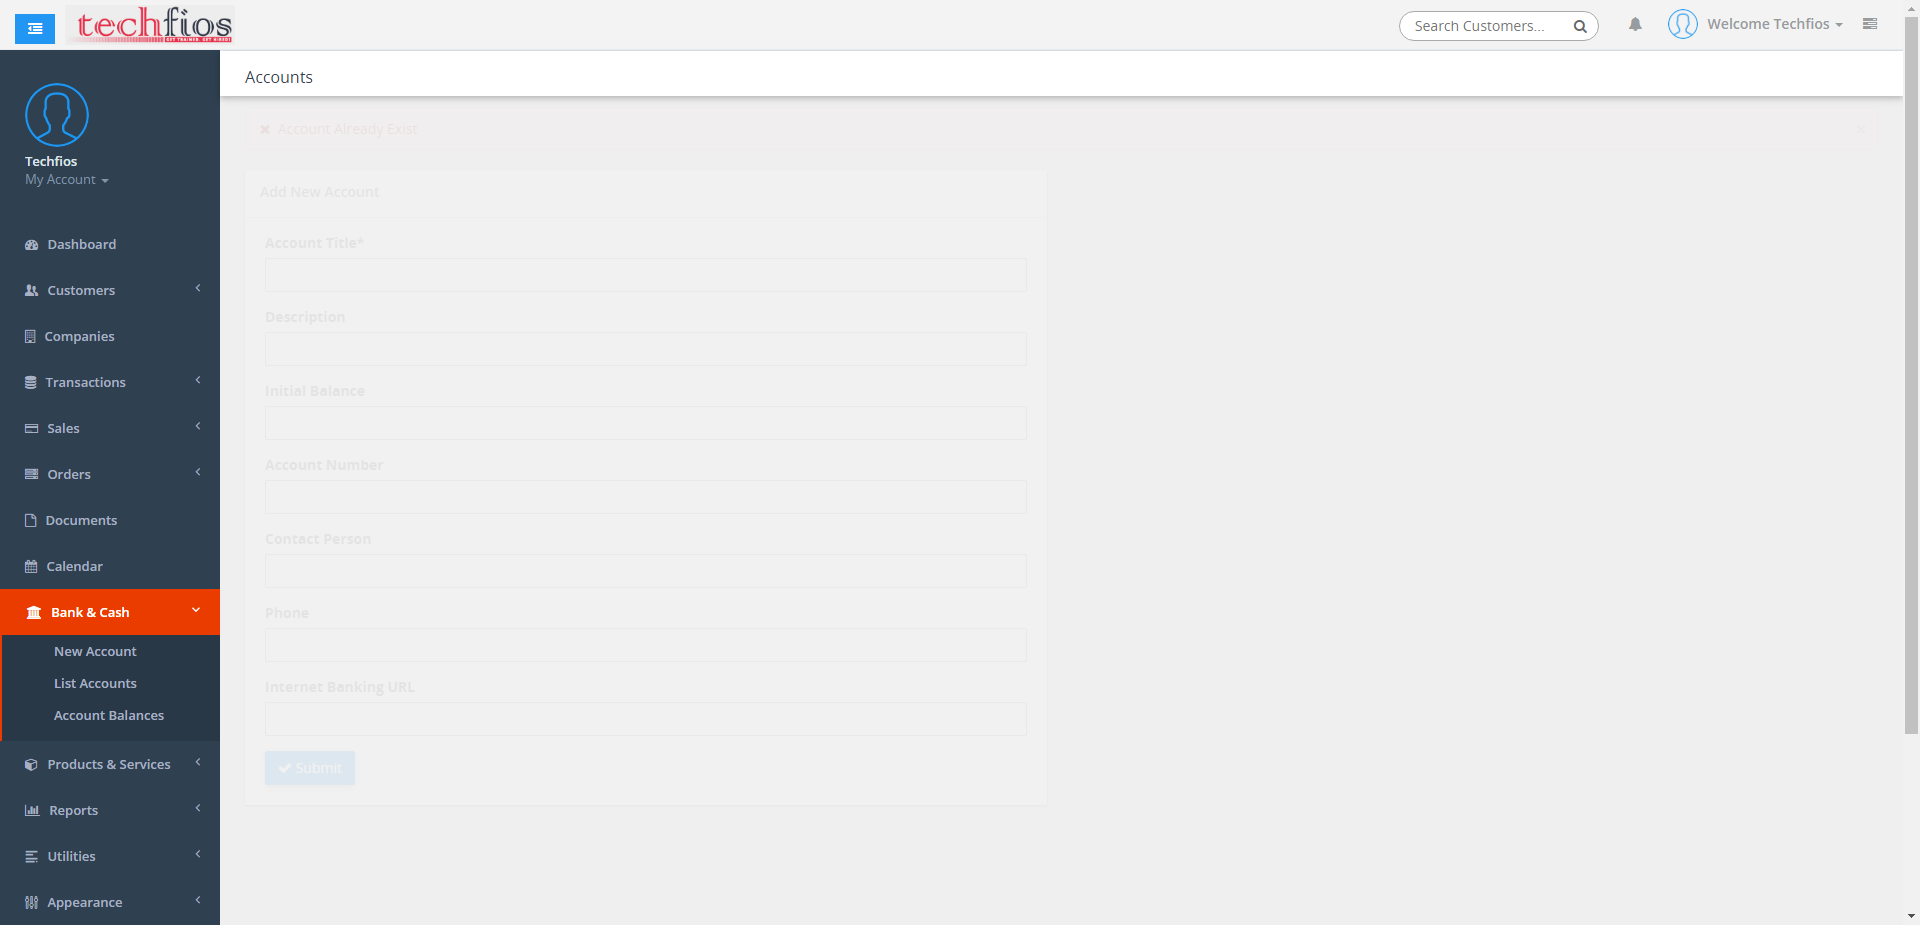 techfios
Search Customers...
Welcome Techfios
Accounts
Techfios
My Account
Dashboard
Customers
Companies
Transactions
Sales
Orders
Documents
Calendar
Bank & Cash
New Account
List Accounts
Account Balances
Products & Services
Reports
Utilities
Appearance
Account Already Exist
Add New Account
Account Title*
Description
Initial Balance
Account Number
Contact Person
Phone
Internet Banking URL
Submit